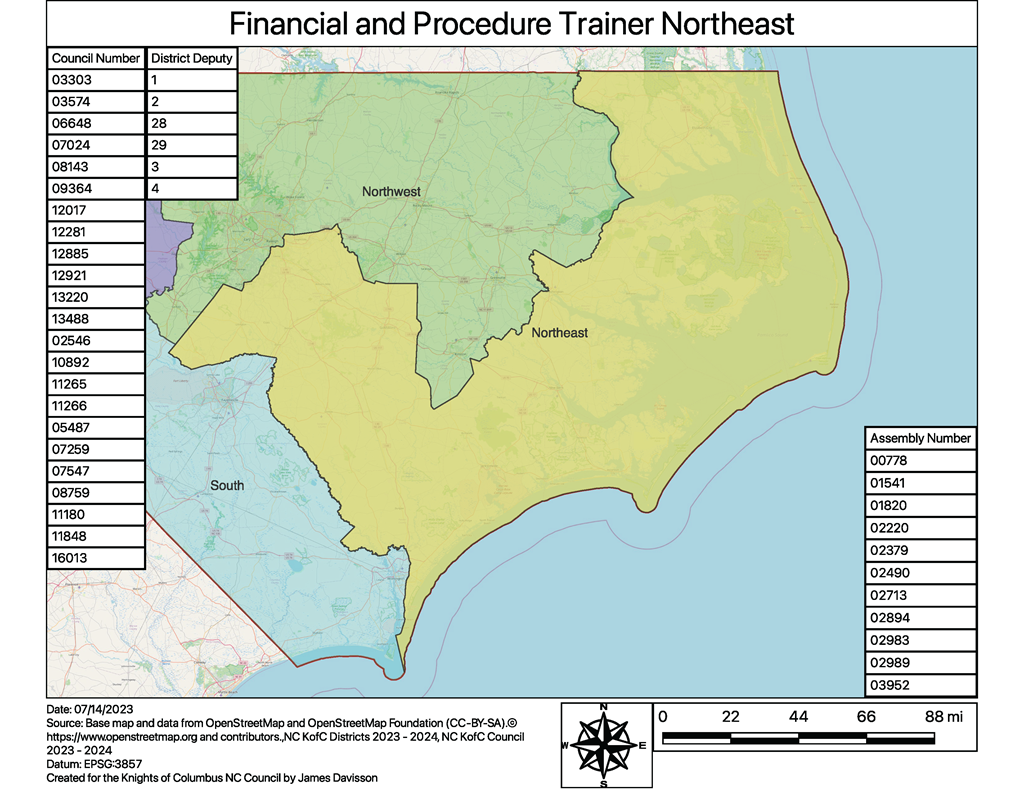 Financial and Procedure Trainer Northeast
Council Number
03303
03574
06648
07024
08143
09364
12017
12281
12885
12921
13220
13488
02546
10892
11265
11266
05487
07259
07547
08759
11180
11848
16013
District Deputy
1
2
28
29
3
4
Northwest
Northeast
South
Assembly Number
00778
01541
01820
02220
02379
02490
02713
02894
02983
02989
03952
Date: 07/14/2023
Source: Base map and data from OpenStreetMap and OpenStreetMap Foundation (CC-BY-SA).©
https://www.openstreetmap.org and contributors.,NC KofC Districts 2023 - 2024, NC KofC Council
2023 - 2024
Datum: EPSG:3857
Created for the Knights of Columbus NC Council by James Davisson
N
W E
S
0 22 44 66 88 mi